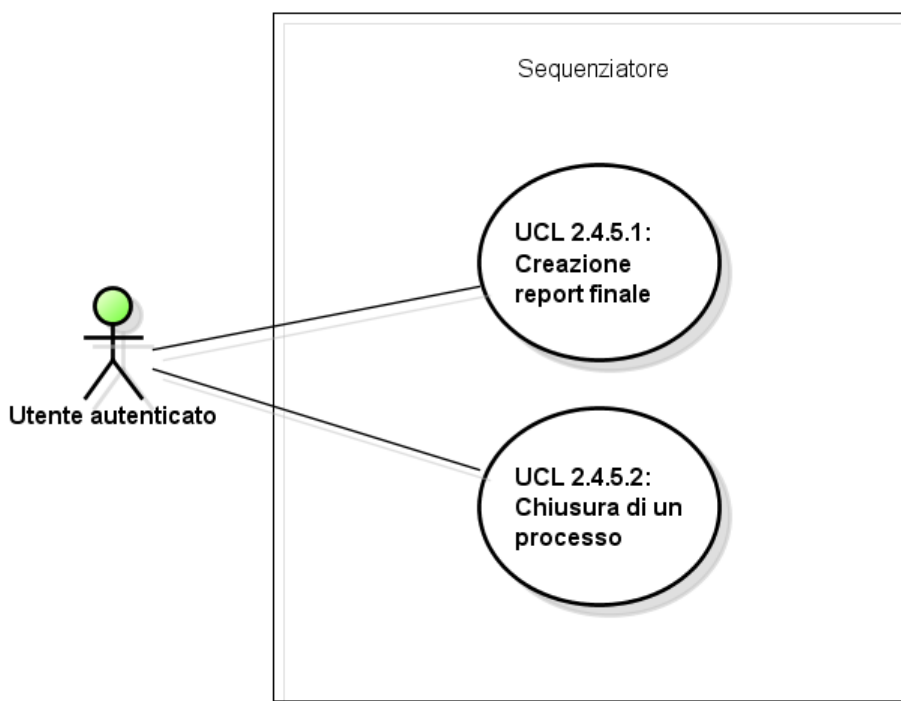 Sequenziatore
UCL 2.4.5.1:
Creazione
report finale
Utente autenticato
UCL 2.4.5.2:
Chiusura di un
processo